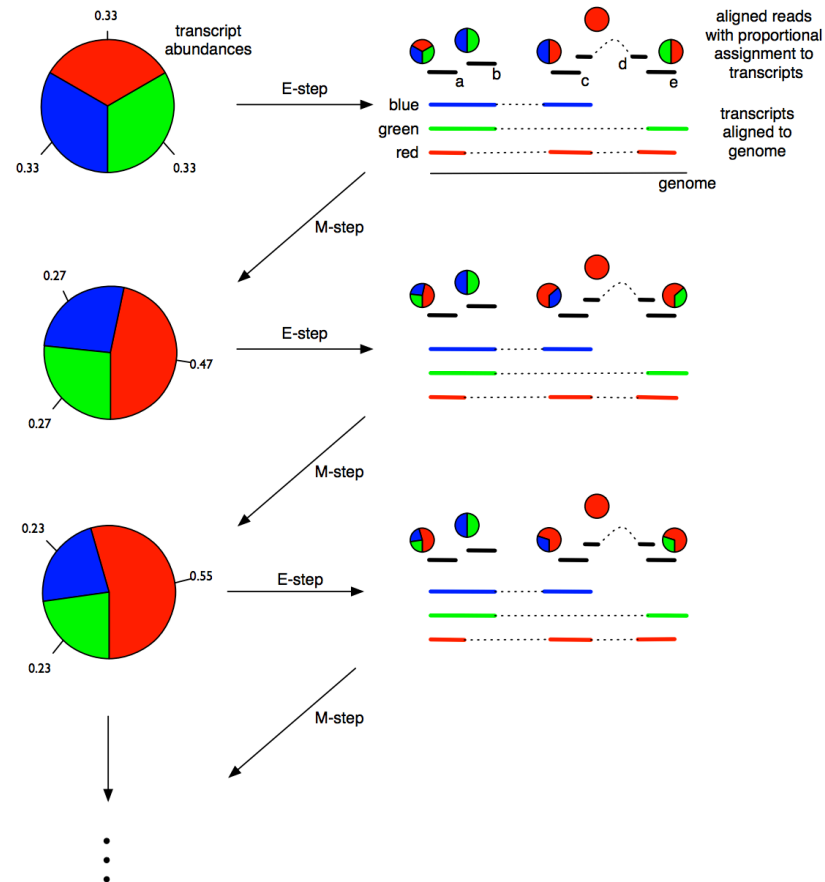 0.33
transcript
abundances
0.33
0.33
E-step
a
b
c
d
e
aligned reads
with proportional
assignment to
transcripts
blue
green
red
transcripts
aligned to
genome
genome
M-step
0.27
0.47
0.27
E-step
M-step
0.23
0.55
0.23
E-step
M-step